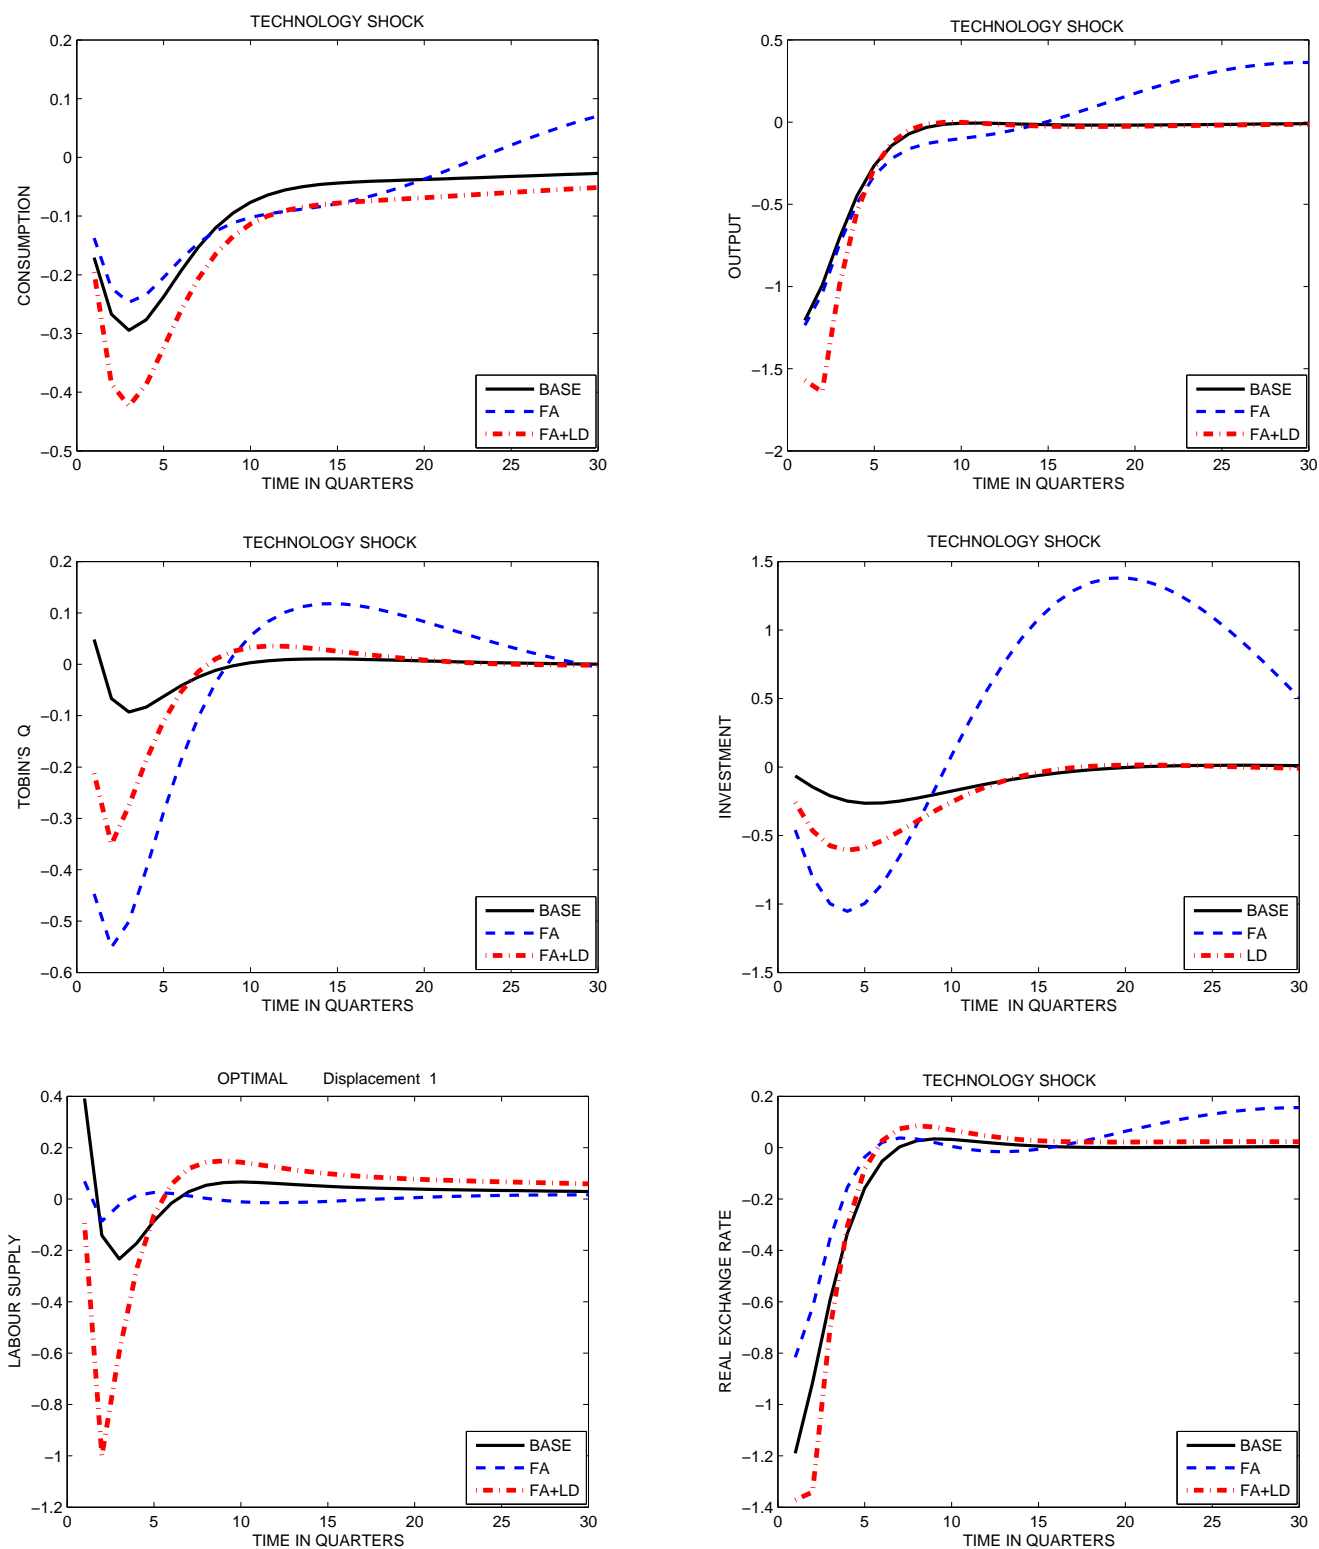 TECHNOLOGY SHOCK
0.2
0.1
0
−0.1
−0.2
−0.3
−0.4
−0.5
CONSUMPTION
BASE
FA
FA+LD
0 5 10 15 20 25 30
TIME IN QUARTERS
TECHNOLOGY SHOCK
0.5
0
−0.5
−1
−1.5
−2
OUTPUT
BASE
FA
FA+LD
0 5 10 15 20 25 30
TIME IN QUARTERS
TECHNOLOGY SHOCK
0.2
0.1
0
−0.1
−0.2
−0.3
−0.4
−0.5
−0.6
TOBIN'S Q
BASE
FA
FA+LD
0 5 10 15 20 25 30
TIME IN QUARTERS
TECHNOLOGY SHOCK
1.5
1
0.5
0
−0.5
−1
−1.5
INVESTMENT
BASE
FA
LD
0 5 10 15 20 25 30
TIME IN QUARTERS
OPTIMAL Displacement 1
0.4
0.2
0
−0.2
−0.4
−0.6
−0.8
−1
−1.2
LABOUR SUPPLY
BASE
FA
FA+LD
0 5 10 15 20 25 30
TIME IN QUARTERS
TECHNOLOGY SHOCK
0.2
0
−0.2
−0.4
−0.6
−0.8
−1
−1.2
−1.4
REAL EXCHANGE RATE
BASE
FA
FA+LD
0 5 10 15 20 25 30
TIME IN QUARTERS